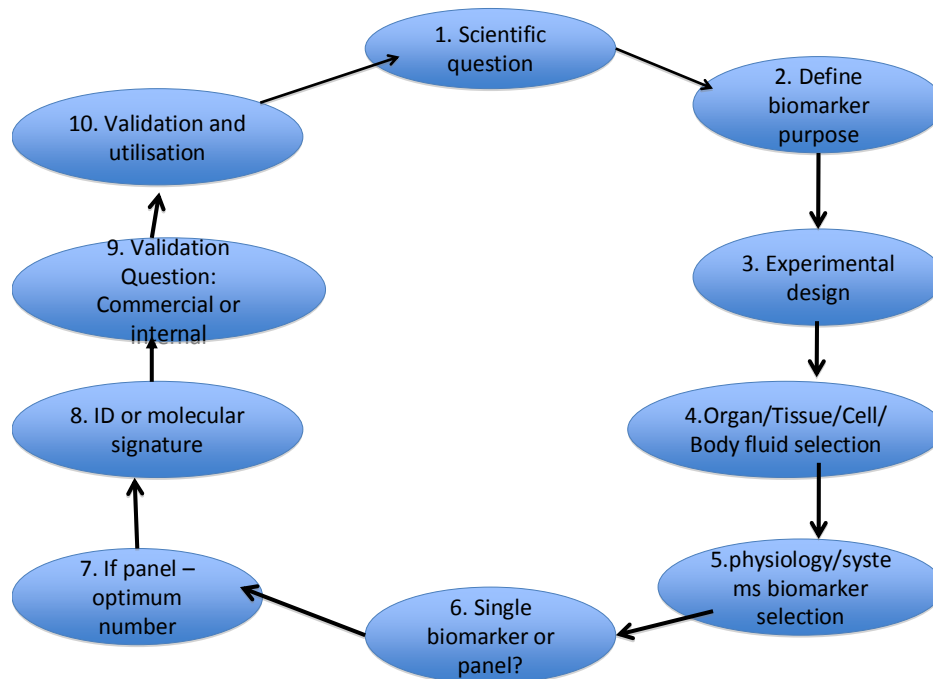 1. Scientific
question
2. Define
biomarker
purpose
3. Experimental
design
4.Organ/Tissue/Cell/
Body fluid selection
5.physiology/syste
ms biomarker
selection
6. Single
biomarker or
panel?
7. If panel –
optimum
number
8. ID or molecular
signature
9. Validation
Question:
Commercial or
internal
10. Validation and
utilisation